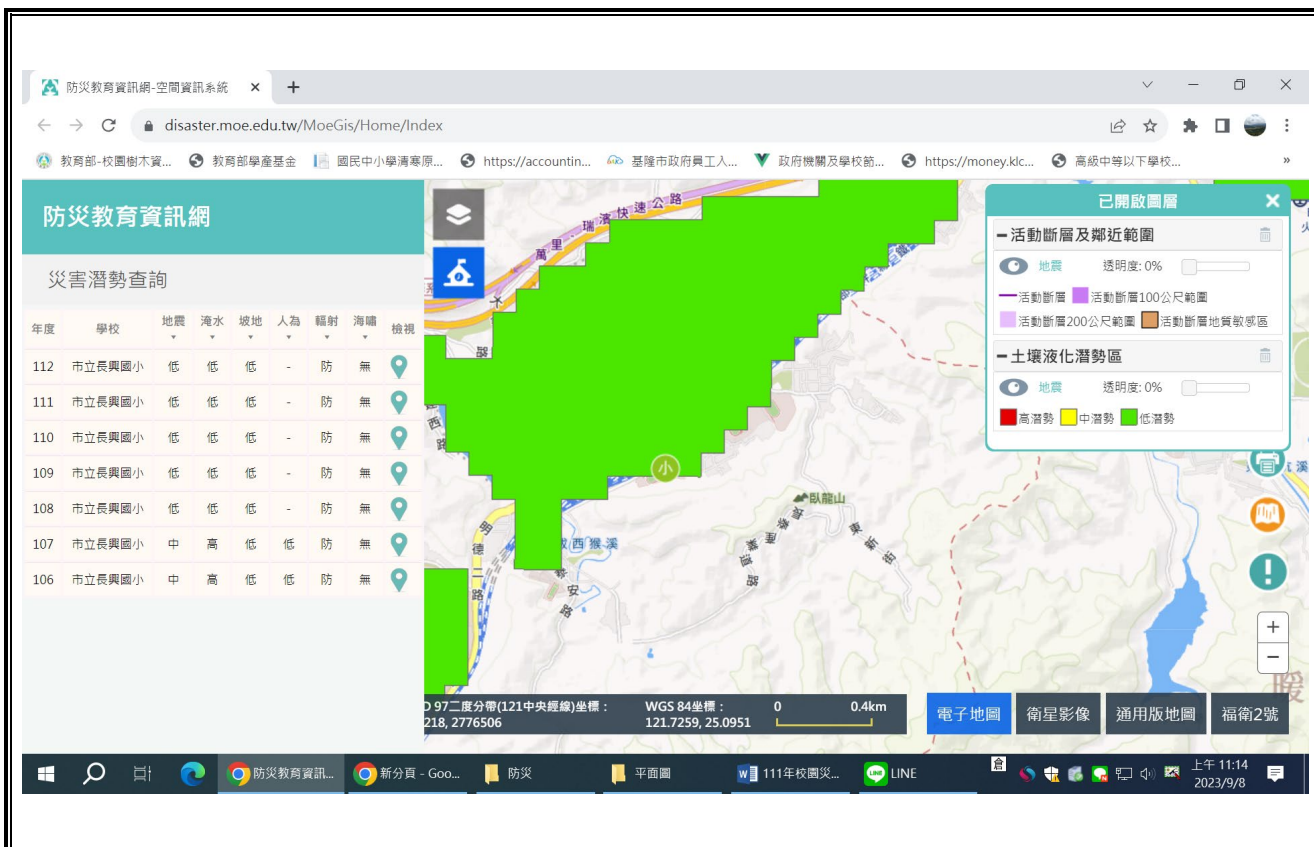 防災教育資訊網-空間資訊系統
disaster.moe.edu.tw/MoeGis/Home/Index
教育部-校園樹木資...
教育部學產基金
國民中小學清寒原...
https://accountin...
基隆市政府員工人...
政府機關及學校節...
https://money.klc...
高級中等以下學校...
»
防災教育資訊網
災害潛勢查詢
年度 學校 地震 淹水 坡地 人為 輻射 海嘯 檢視
112 市立長興國小 低 低 低 - 防 無
111 市立長興國小 低 低 低 - 防 無
110 市立長興國小 低 低 低 - 防 無
109 市立長興國小 低 低 低 - 防 無
108 市立長興國小 低 低 低 - 防 無
107 市立長興國小 中 高 低 低 防 無
106 市立長興國小 中 高 低 低 防 無
萬里瑞濱快速公路
小
臥龍山
西猴溪
明德二路
泰安路
東勢街
已開啟圖層
活動斷層及鄰近範圍
地震 透明度: 0%
活動斷層 活動斷層100公尺範圍
活動斷層200公尺範圍 活動斷層地質敏感區
土壤液化潛勢區
地震 透明度: 0%
高潛勢 中潛勢 低潛勢
暖
D 97二度分帶(121中央經線)坐標：
218, 2776506
WGS 84坐標：
121.7259, 25.0951
0 0.4km
電子地圖 衛星影像 通用版地圖 福衛2號
防災教育資訊...
新分頁 - Goo...
防災
平面圖
111年校園災...
LINE
倉
上午 11:14
2023/9/8